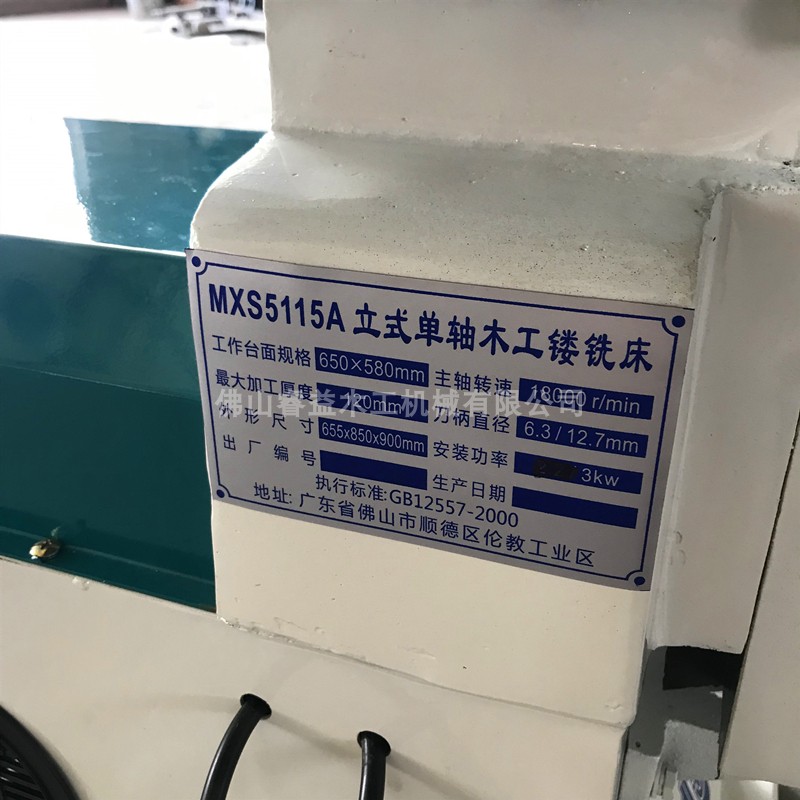 MXS5115A 立式单轴木工镂铣床
工作台面规格 650×580mm 主轴转速 18000 r/min
最大加工厚度 120mm 刀柄直径 6.3/12.7mm
外形尺寸 655x850x900mm 安装功率 3kw
出厂编号 生产日期
执行标准:GB12557-2000
地址:广东省佛山市顺德区伦教工业区
佛山睿益木工机械有限公司